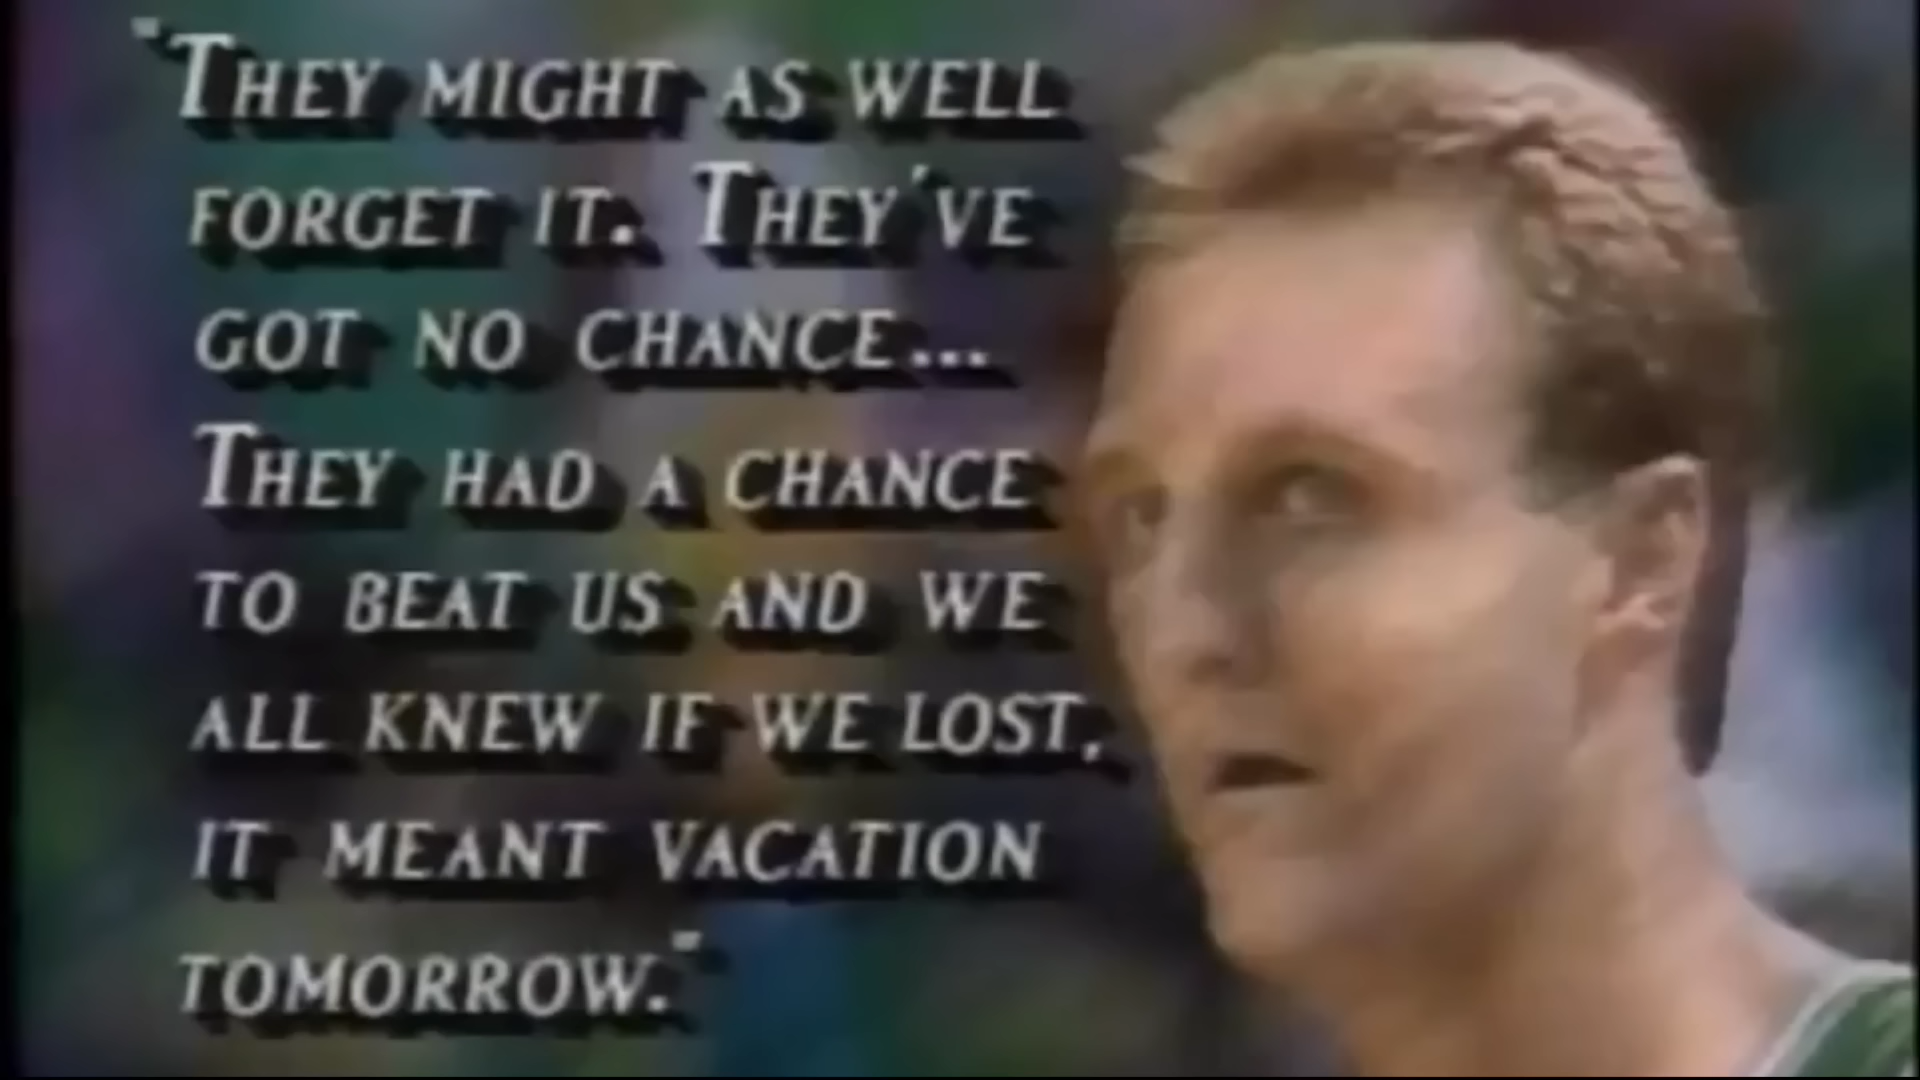 "THEY MIGHT AS WELL
FORGET IT. THEY'VE
GOT NO CHANCE...
THEY HAD A CHANCE
TO BEAT US AND WE
ALL KNEW IF WE LOST,
IT MEANT VACATION
TOMORROW."